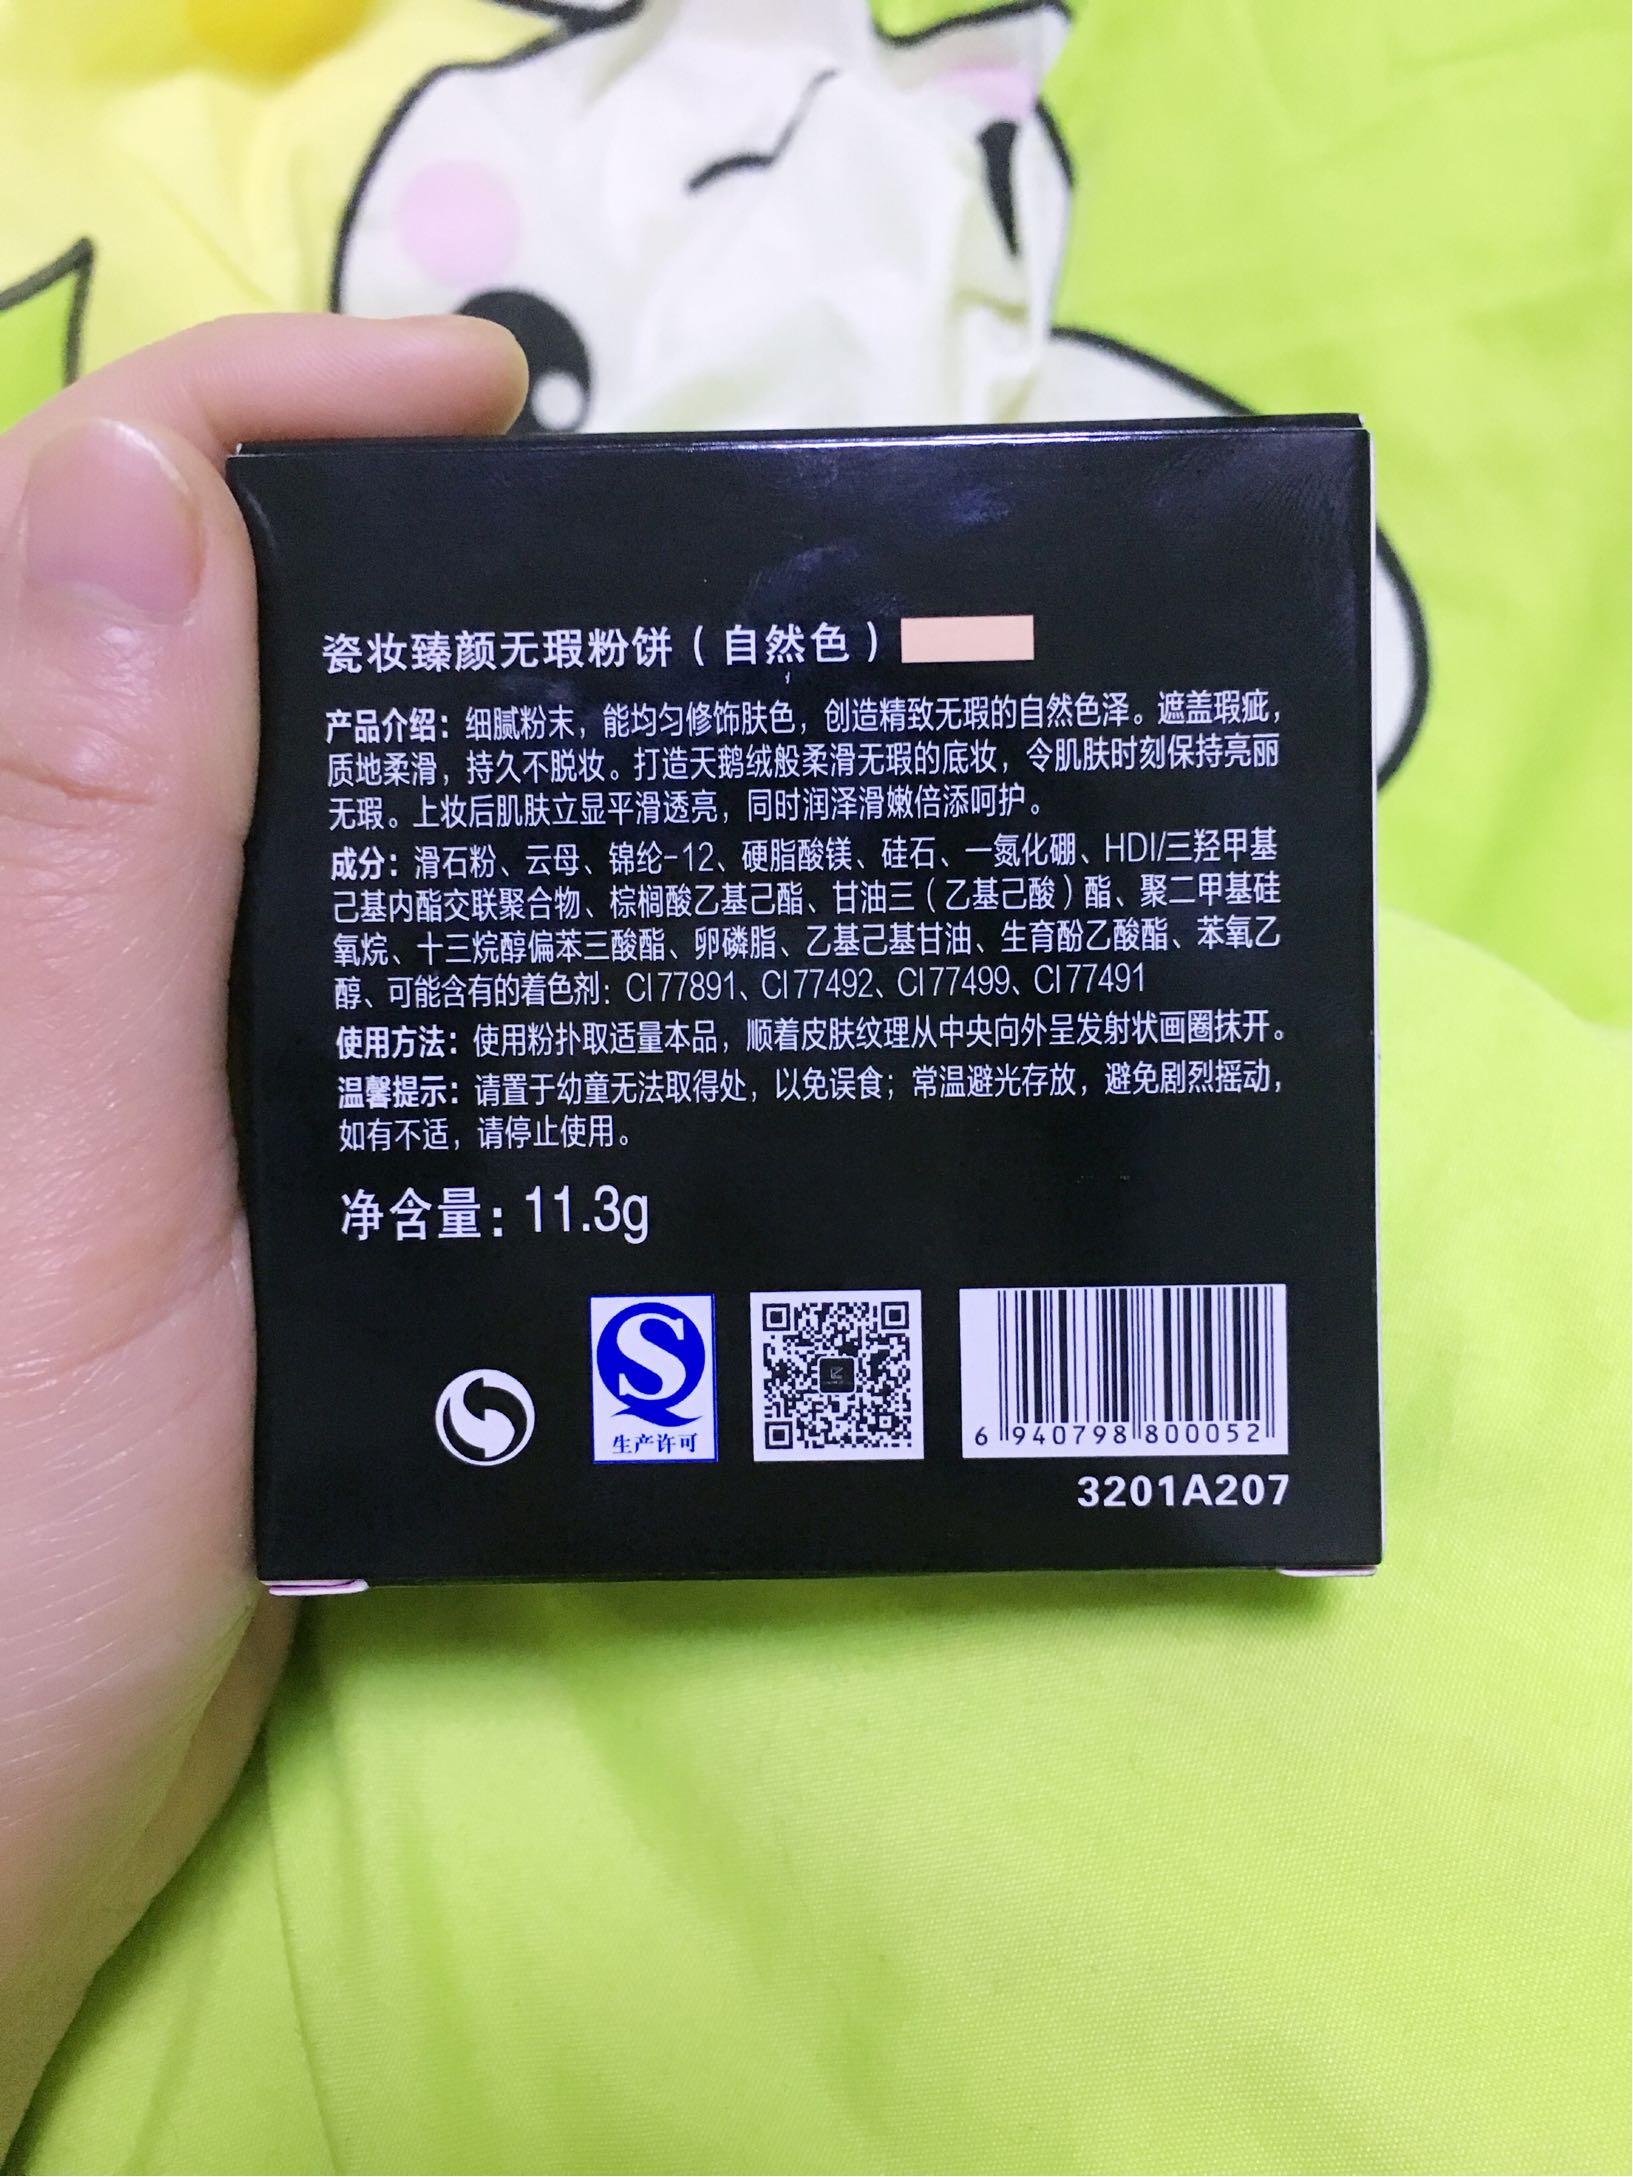 瓷妆臻颜无瑕粉饼（自然色）
产品介绍：细腻粉末，能均匀修饰肤色，创造精致无瑕的自然色泽。遮盖瑕疵，
质地柔滑，持久不脱妆。打造天鹅绒般柔滑无瑕的底妆，令肌肤时刻保持亮丽
无瑕。上妆后肌肤立显平滑透亮，同时润泽滑嫩倍添呵护。
成分：滑石粉、云母、锦纶-12、硬脂酸镁、硅石、一氮化硼、HDI/三羟甲基
己基内酯交联聚合物、棕榈酸乙基己酯、甘油三（乙基己酸）酯、聚二甲基硅
氧烷、十三烷醇偏苯三酸酯、卵磷脂、乙基己基甘油、生育酚乙酸酯、苯氧乙
醇、可能含有的着色剂：CI 77891、CI 77492、CI 77499、CI 77491
使用方法：使用粉扑取适量本品，顺着皮肤纹理从中央向外呈发射状画圈抹开。
温馨提示：请置于幼童无法取得处，以免误食；常温避光存放，避免剧烈摇动，
如有不适，请停止使用。
净含量：11.3g
生产许可
6 940798 800052
3201A207